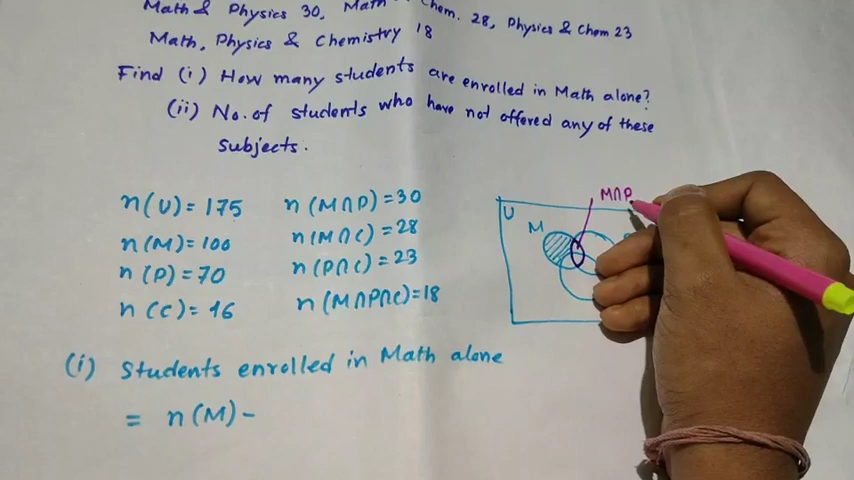 Math & Physics 30, Math & Chem. 28, Physics & Chem 23
Math, Physics & Chemistry 18
Find (i) How many students are enrolled in Math alone?
(ii) No. of students who have not offered any of these
subjects.
n(U) = 175
n(M) = 100
n(P) = 70
n(C) = 16
n(M∩P) = 30
n(M∩C) = 28
n(P∩C) = 23
n(M∩P∩C) = 18
M∩P
U
M
(i) Students enrolled in Math alone
= n(M) -